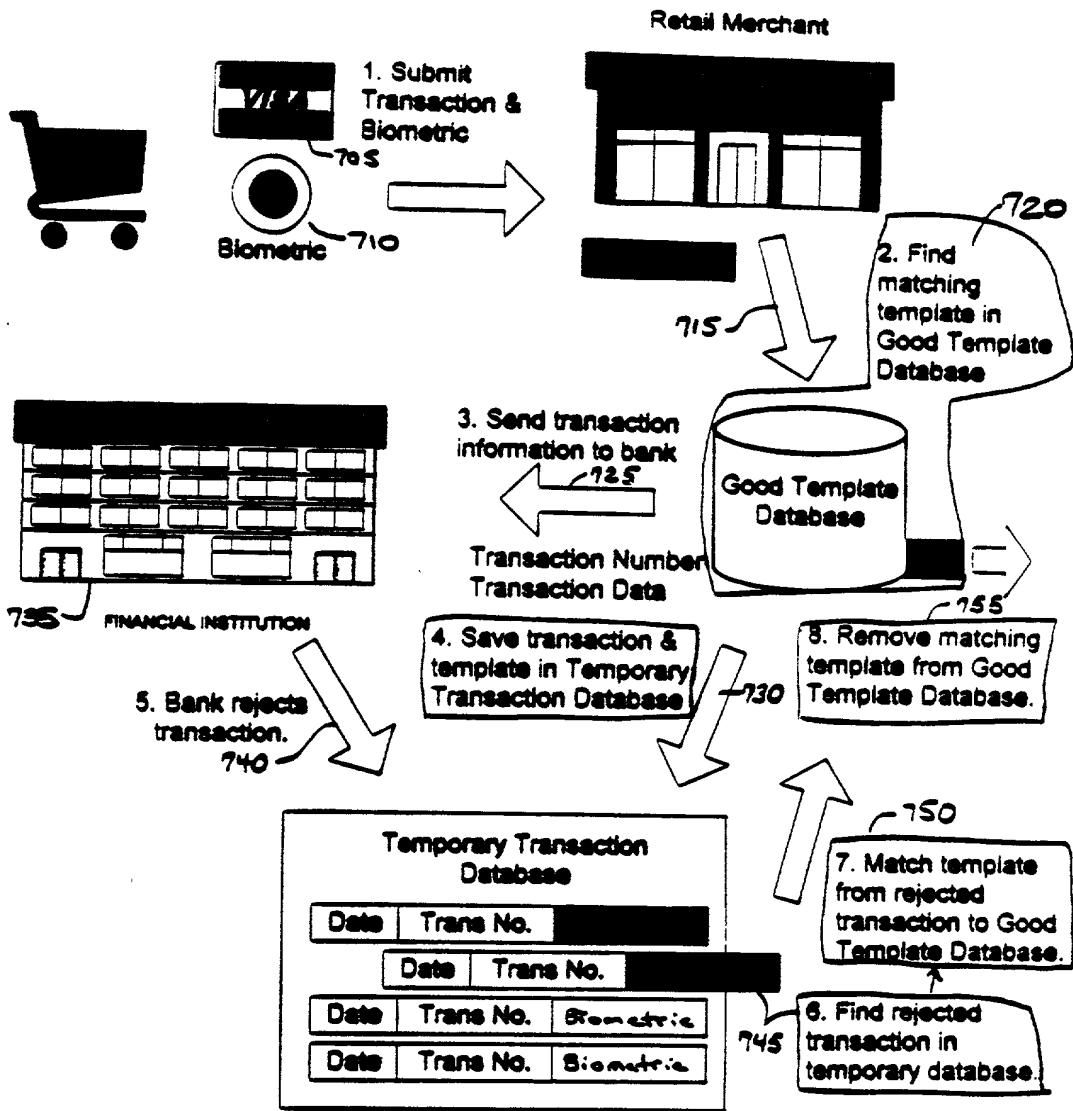 Retail Merchant
1. Submit
Transaction &
Biometric
VISA
705
Biometric
710
720
2. Find
matching
template in
Good Template
Database
715
3. Send transaction
information to bank
725
Good Template
Database
Transaction Number
Transaction Data
735
FINANCIAL INSTITUTION
755
4. Save transaction &
template in Temporary
Transaction Database
730
8. Remove matching
template from Good
Template Database.
5. Bank rejects
transaction.
740
750
7. Match template
from rejected
transaction to Good
Template Database.
Temporary Transaction
Database
Date Trans No.
Date Trans No.
Date Trans No. Biometric
Date Trans No. Biometric
745
6. Find rejected
transaction in
temporary database.